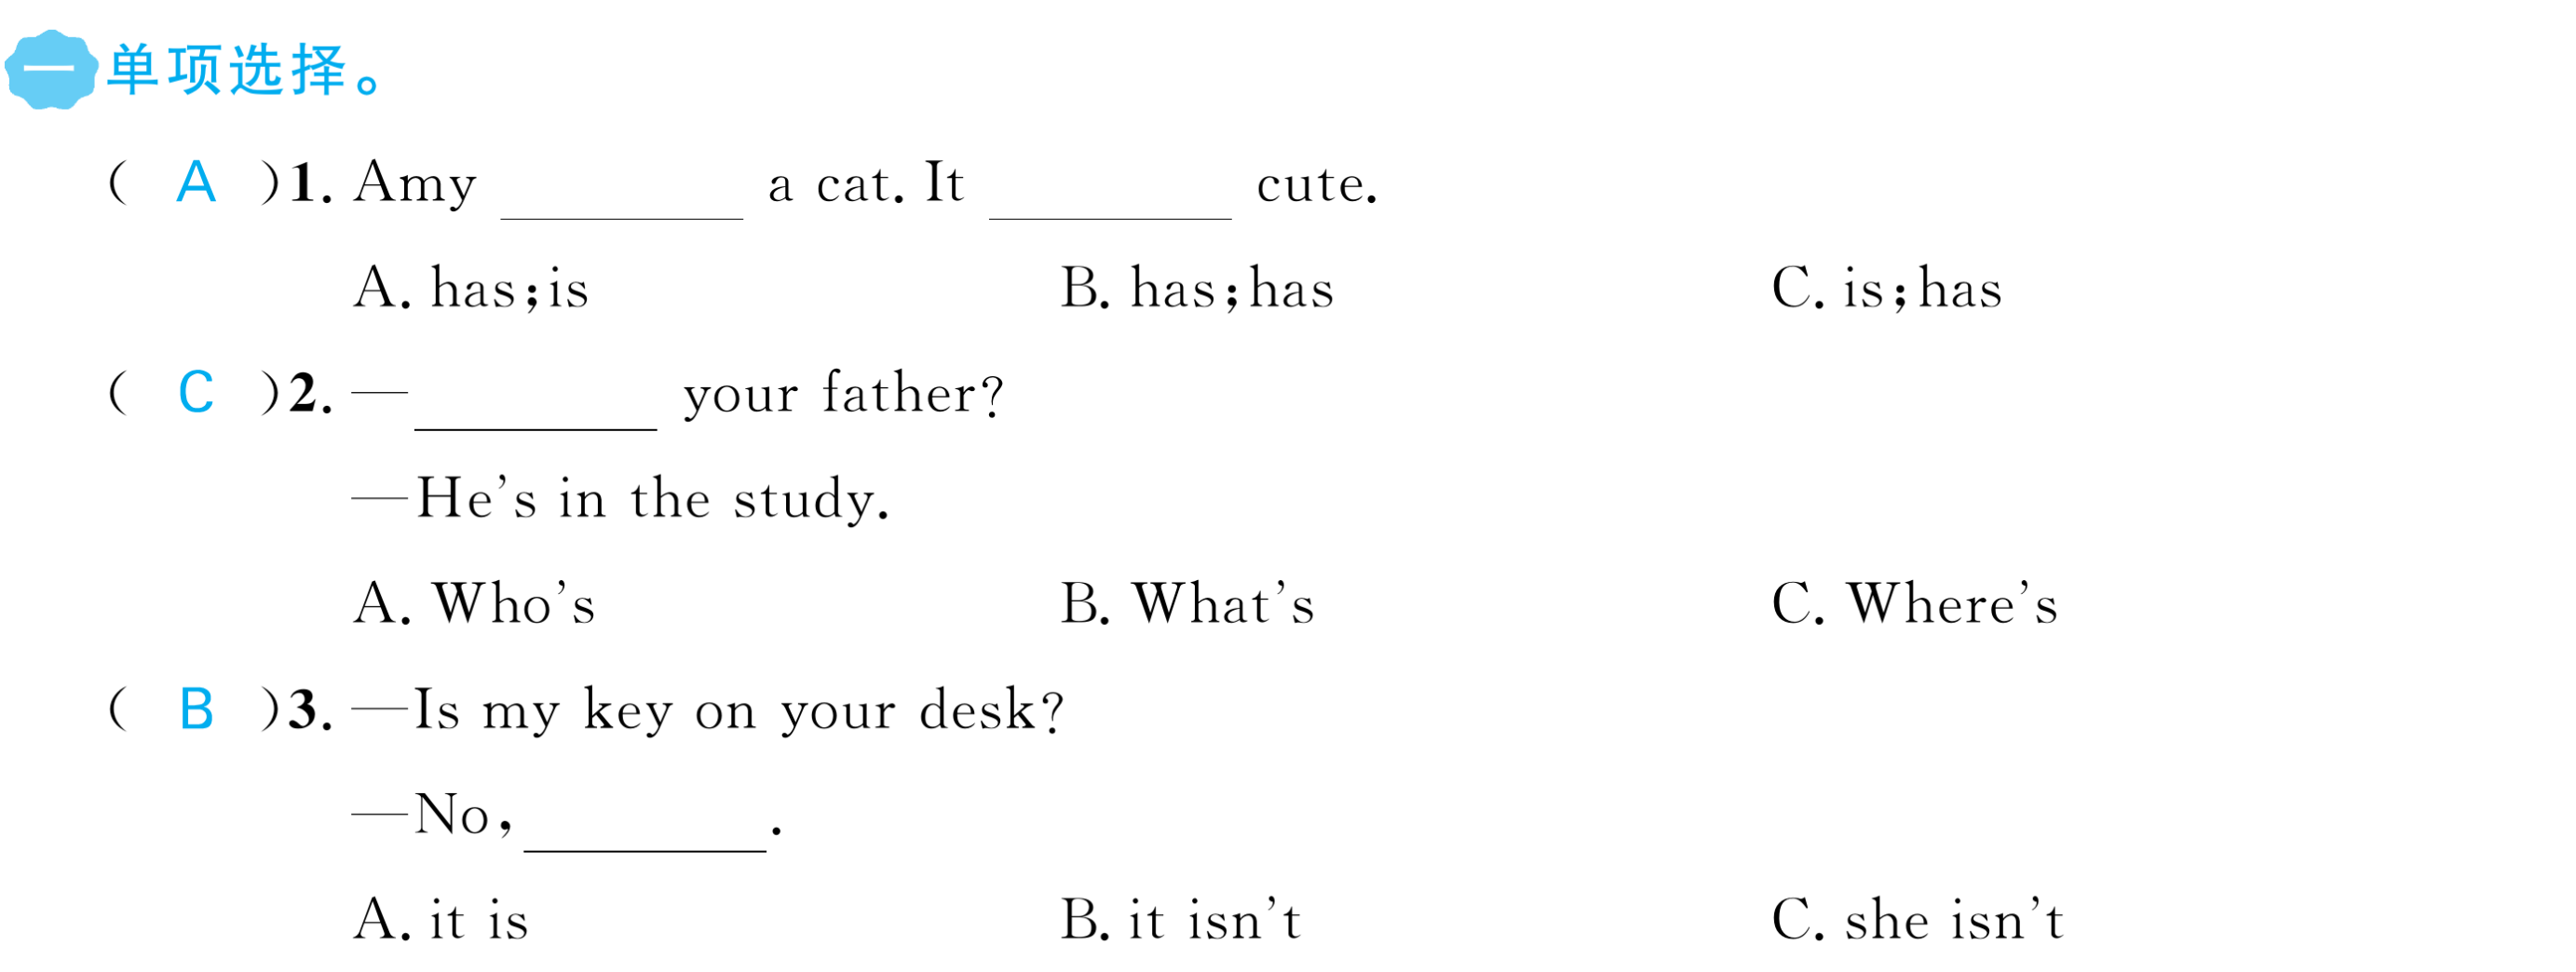 一 单项选择。
( A )1. Amy ________ a cat. It ________ cute.
A. has;is B. has;has C. is;has
( C )2. —________ your father?
—He's in the study.
A. Who's B. What's C. Where's
( B )3. —Is my key on your desk?
—No,________.
A. it is B. it isn't C. she isn't